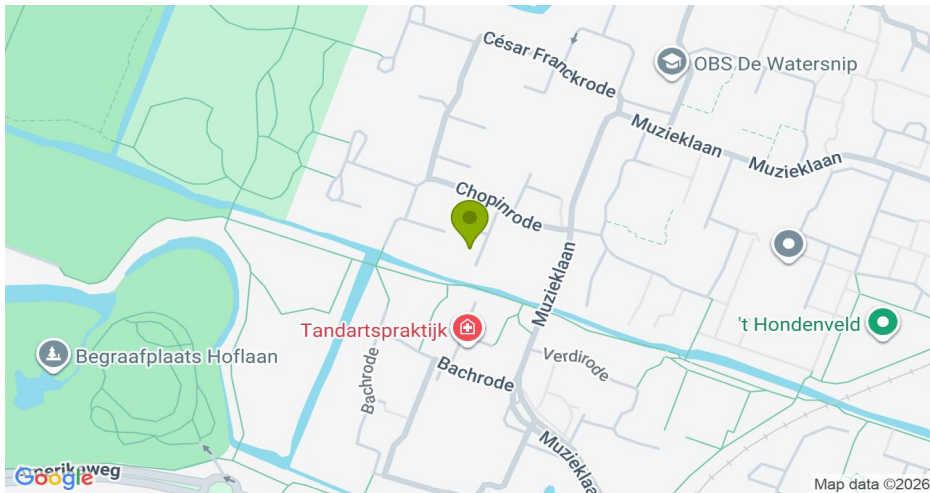 César Franckrode
OBS De Watersnip
Muzieklaan
Muzieklaan
Chopinrode
Muzieklaan
't Hondenveld
Tandartspraktijk
Begraafplaats Hoflaan
Verdirode
Bachrode
Bachrode
Muzieklaan
Google
Map data ©2026